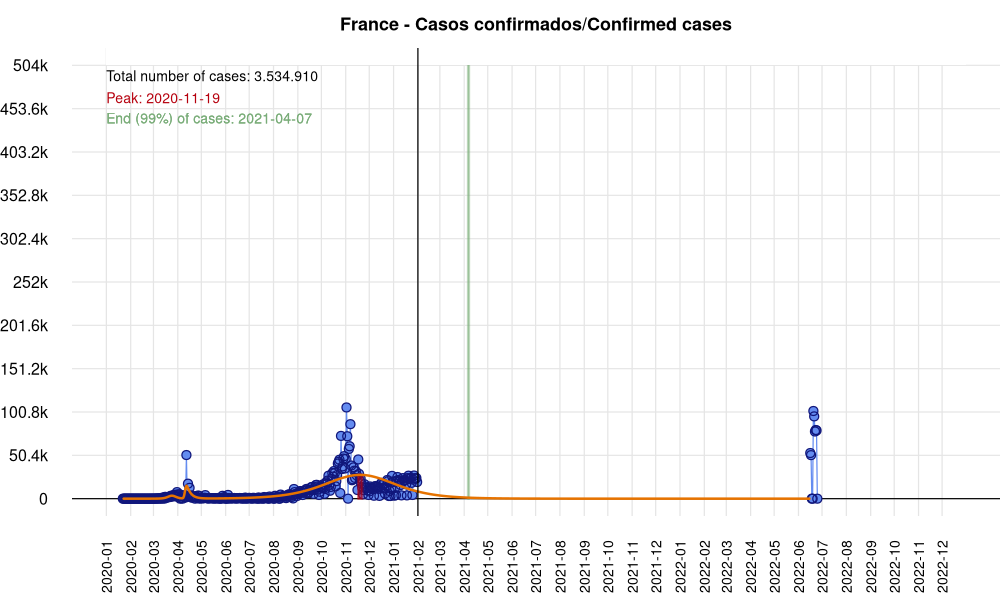 France - Casos confirmados/Confirmed cases
Total number of cases: 3.534.910
Peak: 2020-11-19
End (99%) of cases: 2021-04-07
504k
453.6k
403.2k
352.8k
302.4k
252k
201.6k
151.2k
100.8k
50.4k
0
2020-01
2020-02
2020-03
2020-04
2020-05
2020-06
2020-07
2020-08
2020-09
2020-10
2020-11
2020-12
2021-01
2021-02
2021-03
2021-04
2021-05
2021-06
2021-07
2021-08
2021-09
2021-10
2021-11
2021-12
2022-01
2022-02
2022-03
2022-04
2022-05
2022-06
2022-07
2022-08
2022-09
2022-10
2022-11
2022-12